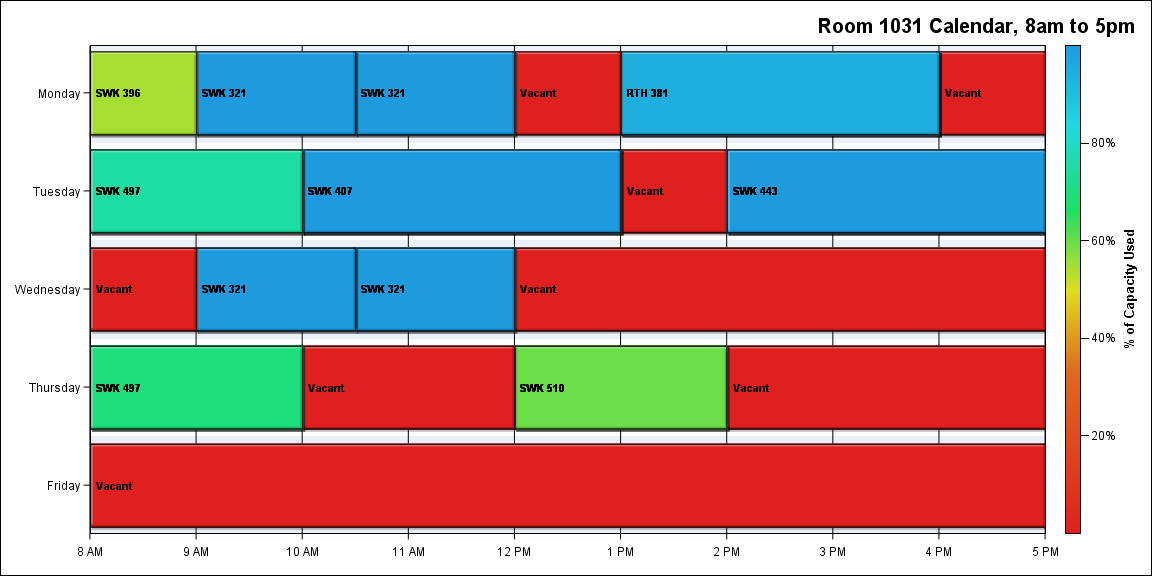 Room 1031 Calendar, 8am to 5pm
Monday
SWK 396
SWK 321
SWK 321
Vacant
RTH 381
Vacant
Tuesday
SWK 497
SWK 407
Vacant
SWK 443
Wednesday
Vacant
SWK 321
SWK 321
Vacant
Thursday
SWK 497
Vacant
SWK 510
Vacant
Friday
Vacant
8 AM
9 AM
10 AM
11 AM
12 PM
1 PM
2 PM
3 PM
4 PM
5 PM
80%
60%
40%
20%
% of Capacity Used